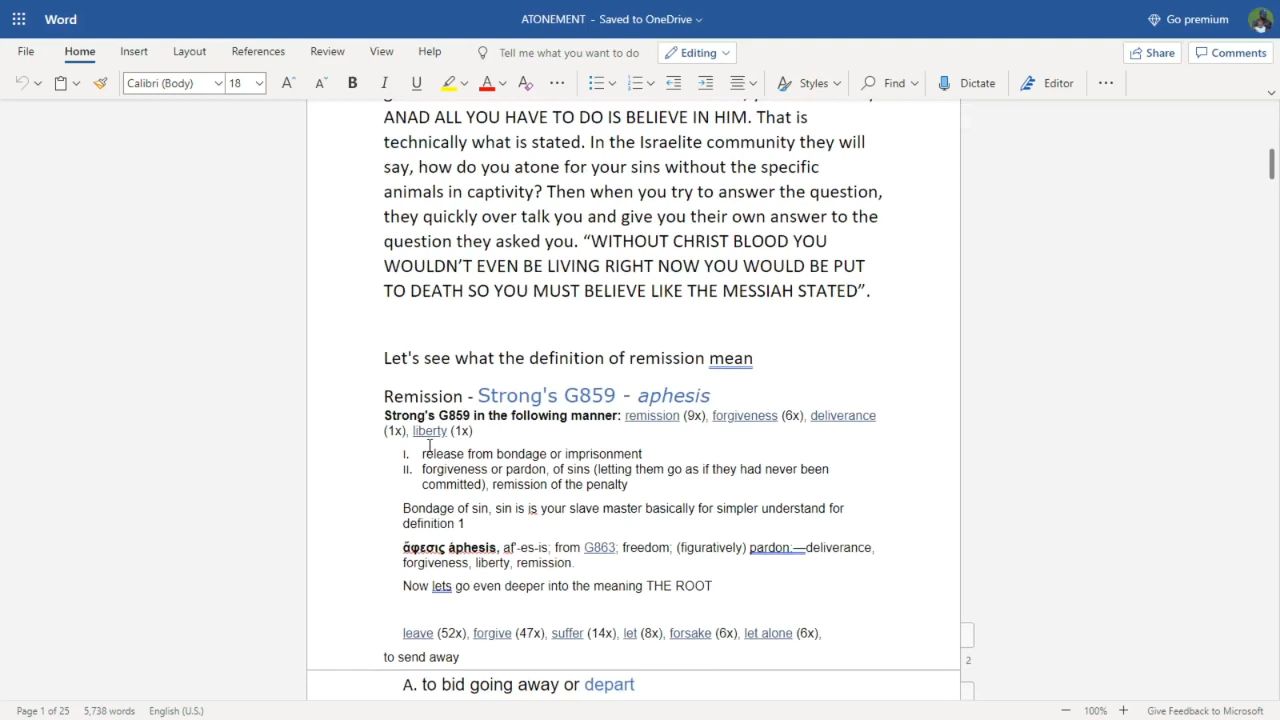 Word
ATONEMENT - Saved to OneDrive
Go premium
File Home Insert Layout References Review View Help Tell me what you want to do Editing Share Comments
Calibri (Body) 18 B I U A Styles Find Dictate Editor
ANAD ALL YOU HAVE TO DO IS BELIEVE IN HIM. That is
technically what is stated. In the Israelite community they will
say, how do you atone for your sins without the specific
animals in captivity? Then when you try to answer the question,
they quickly over talk you and give you their own answer to the
question they asked you. “WITHOUT CHRIST BLOOD YOU
WOULDN’T EVEN BE LIVING RIGHT NOW YOU WOULD BE PUT
TO DEATH SO YOU MUST BELIEVE LIKE THE MESSIAH STATED”.
Let's see what the definition of remission mean
Remission - Strong's G859 - aphesis
Strong's G859 in the following manner: remission (9x), forgiveness (6x), deliverance
(1x), liberty (1x)
I. release from bondage or imprisonment
II. forgiveness or pardon, of sins (letting them go as if they had never been
committed), remission of the penalty
Bondage of sin, sin is is your slave master basically for simpler understand for
definition 1
ἄφεσις áphesis, af'-es-is; from G863; freedom; (figuratively) pardon:—deliverance,
forgiveness, liberty, remission.
Now lets go even deeper into the meaning THE ROOT
leave (52x), forgive (47x), suffer (14x), let (8x), forsake (6x), let alone (6x),
to send away
2
A. to bid going away or depart
Page 1 of 25 5,738 words English (U.S.) 100% Give Feedback to Microsoft